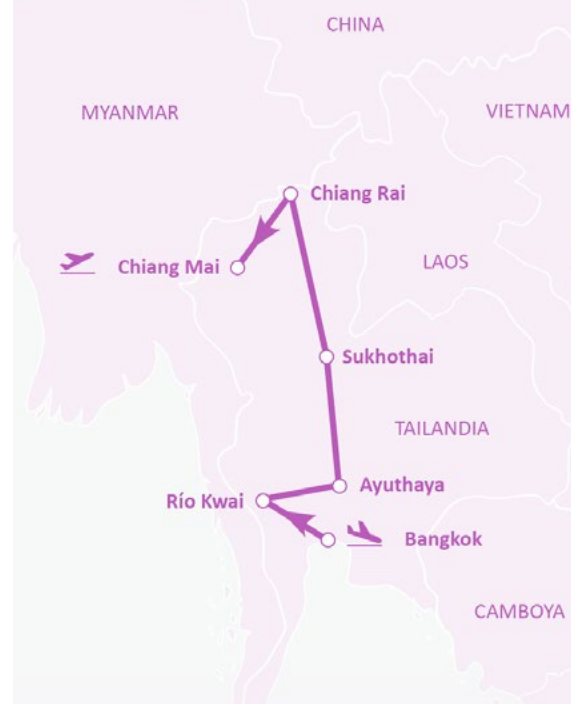 CHINA
MYANMAR
VIETNAM
Chiang Rai
LAOS
Chiang Mai
Sukhothai
TAILANDIA
Ayuthaya
Río Kwai
Bangkok
CAMBOYA